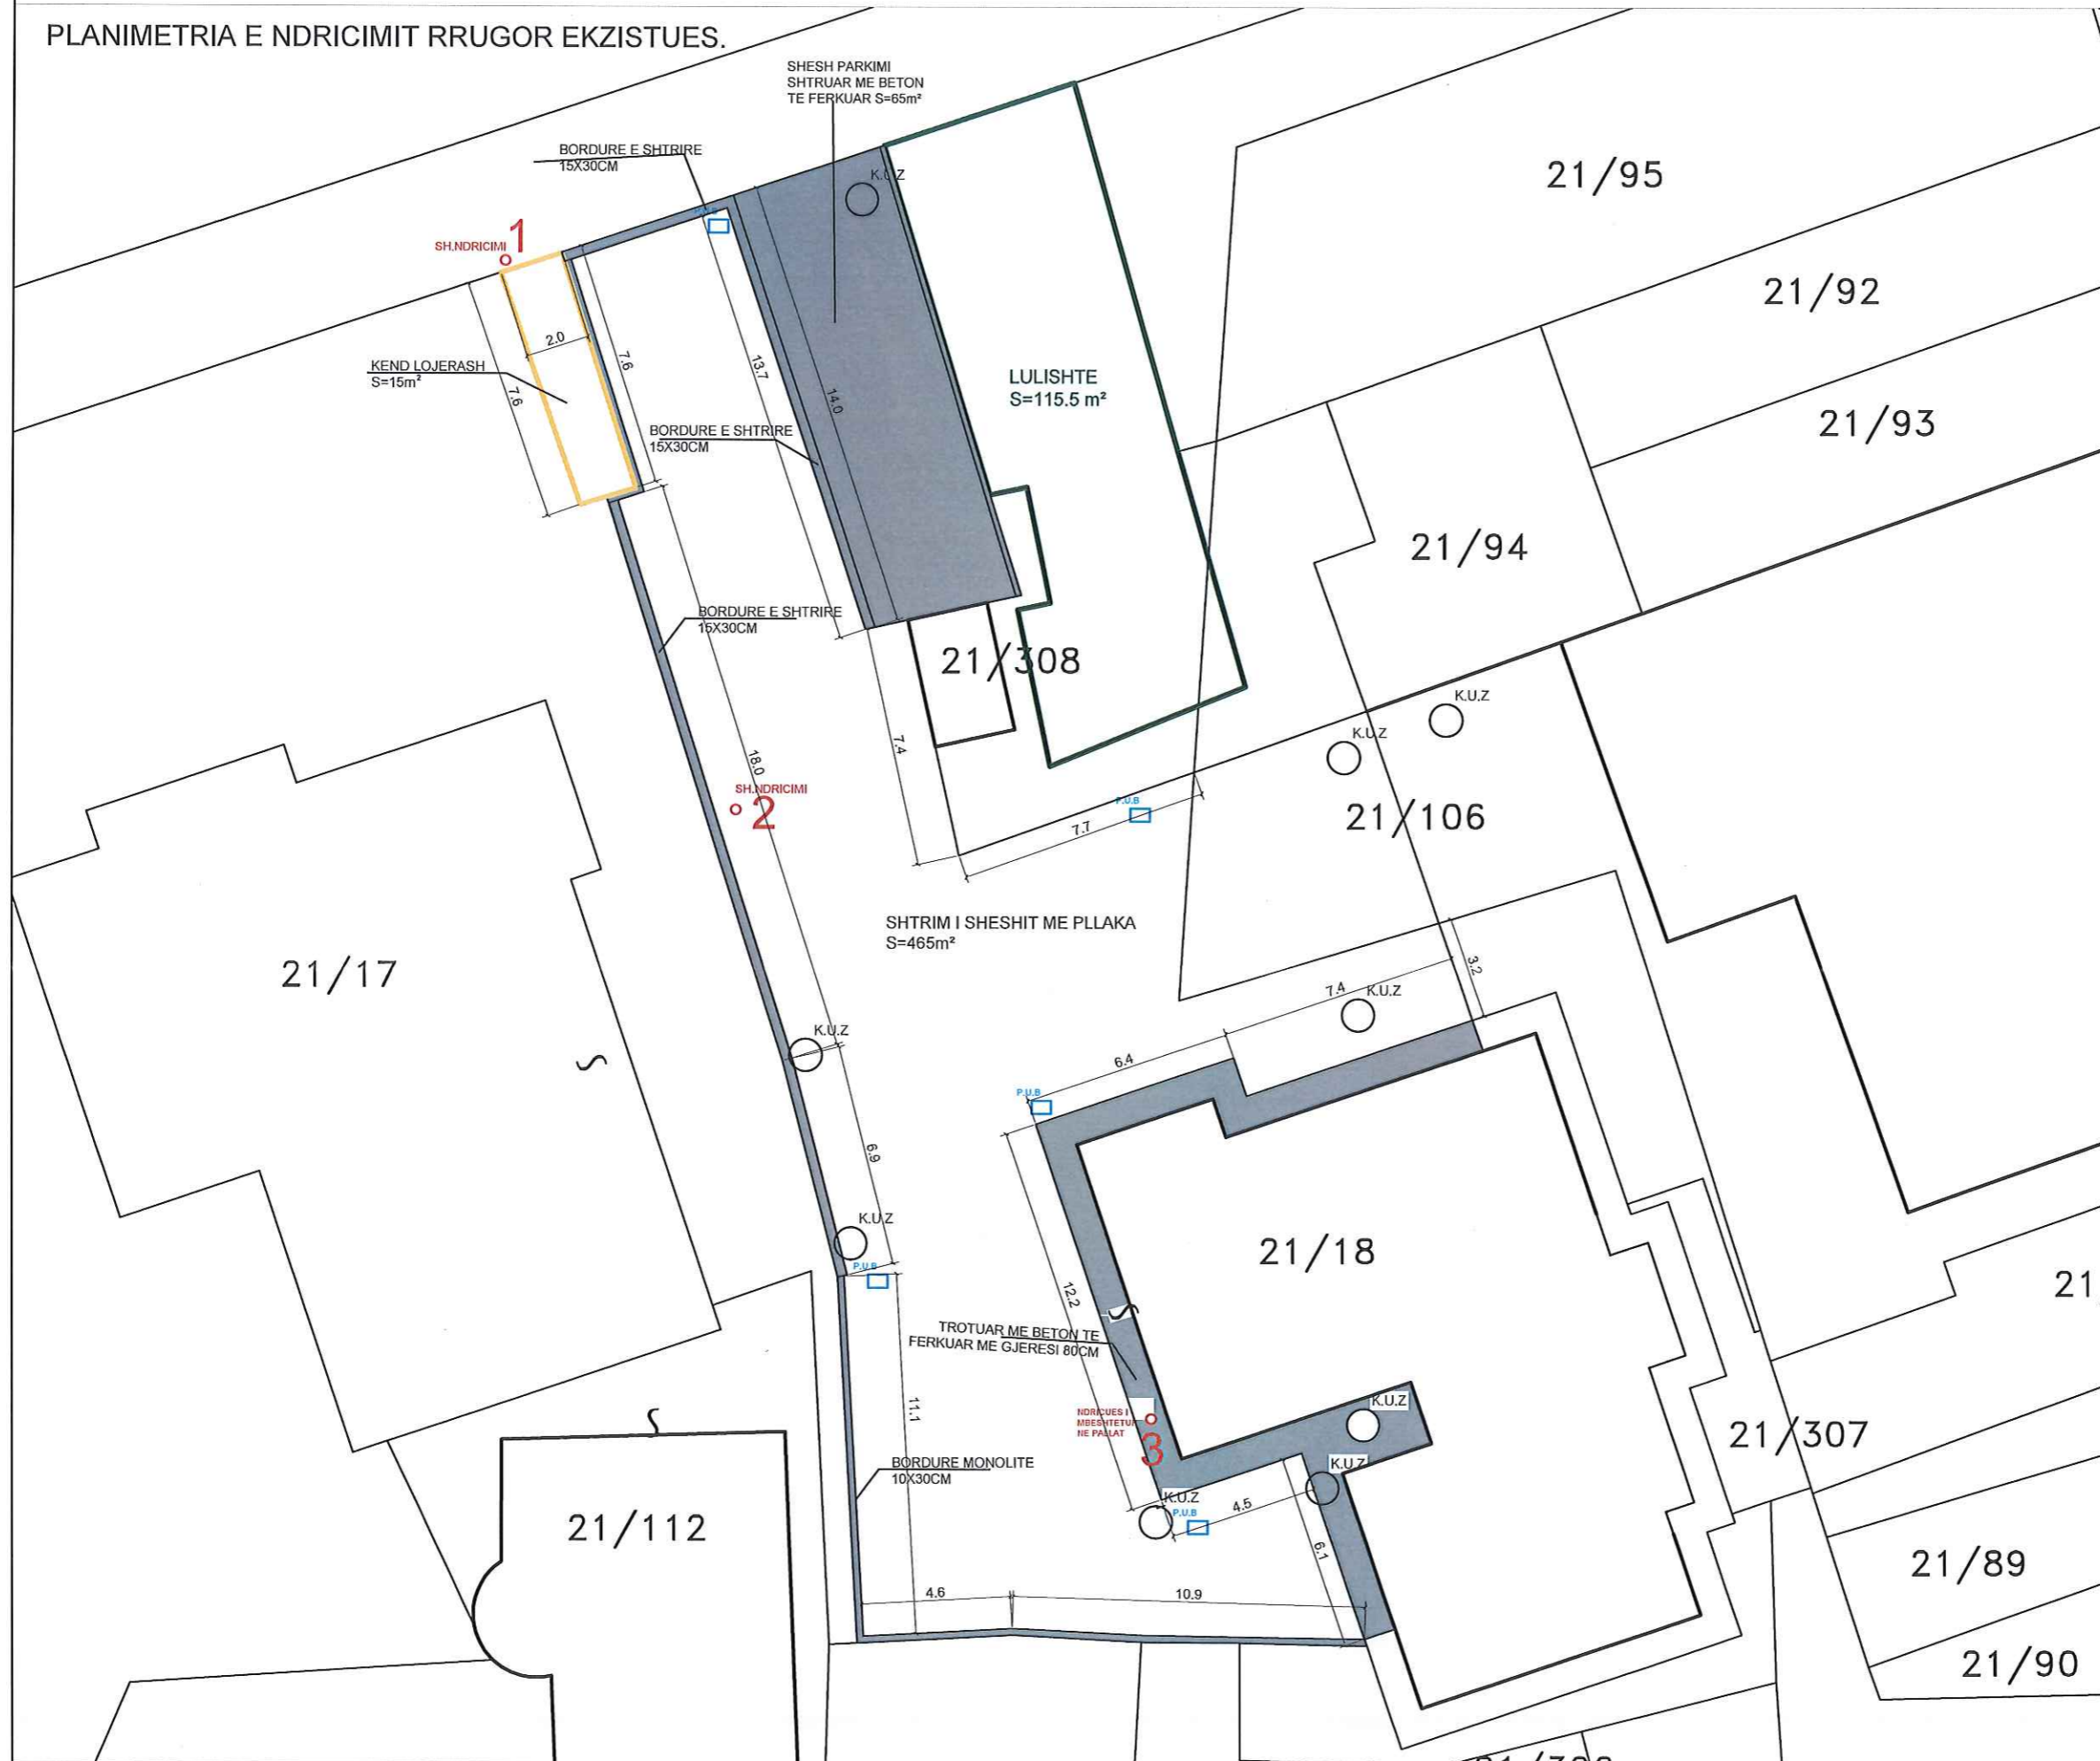 PLANIMETRIA E NDRICIMIT RRUGOR EKZISTUES.
SHESH PARKIMI
SHTRUAR ME BETON
TE FERKUAR S=65m²
BORDURE E SHTRIRE
15X30CM
K.U.Z
21/95
P.U.B
1
SH.NDRICIMI
21/92
2.0
KEND LOJERASH
S=15m²
7.6
7.6
13.7
14.0
LULISHTE
S=115.5 m²
21/93
BORDURE E SHTRIRE
15X30CM
21/94
BORDURE E SHTRIRE
15X30CM
21/308
K.U.Z
K.U.Z
7.4
18.0
SH.NDRICIMI
2
P.U.B
7.7
21/106
SHTRIM I SHESHIT ME PLLAKA
S=465m²
21/17
3.2
7.4
K.U.Z
K.U.Z
6.4
P.U.B
6.9
K.U.Z
21/18
P.U.B
21
12.2
TROTUAR ME BETON TE
FERKUAR ME GJERESI 80CM
11.1
K.U.Z
NDRICUES I
MBESHTETUR
NE PALLAT
3
21/307
BORDURE MONOLITE
10X30CM
K.U.Z
K.U.Z
P.U.B
4.5
21/112
6.1
21/89
4.6
10.9
21/90